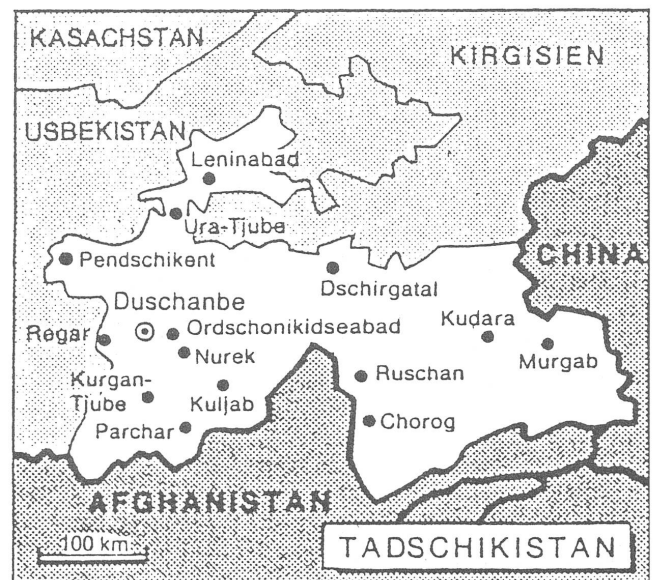 KASACHSTAN
KIRGISIEN
USBEKISTAN
Leninabad
Ura-Tjube
CHINA
Pendschikent
Dschirgatal
Duschanbe
Regar
Ordschonikidseabad
Kudara
Nurek
Murgab
Kurgan-
Tjube
Kuljab
Ruschan
Parchar
Chorog
AFGHANISTAN
100 km
TADSCHIKISTAN